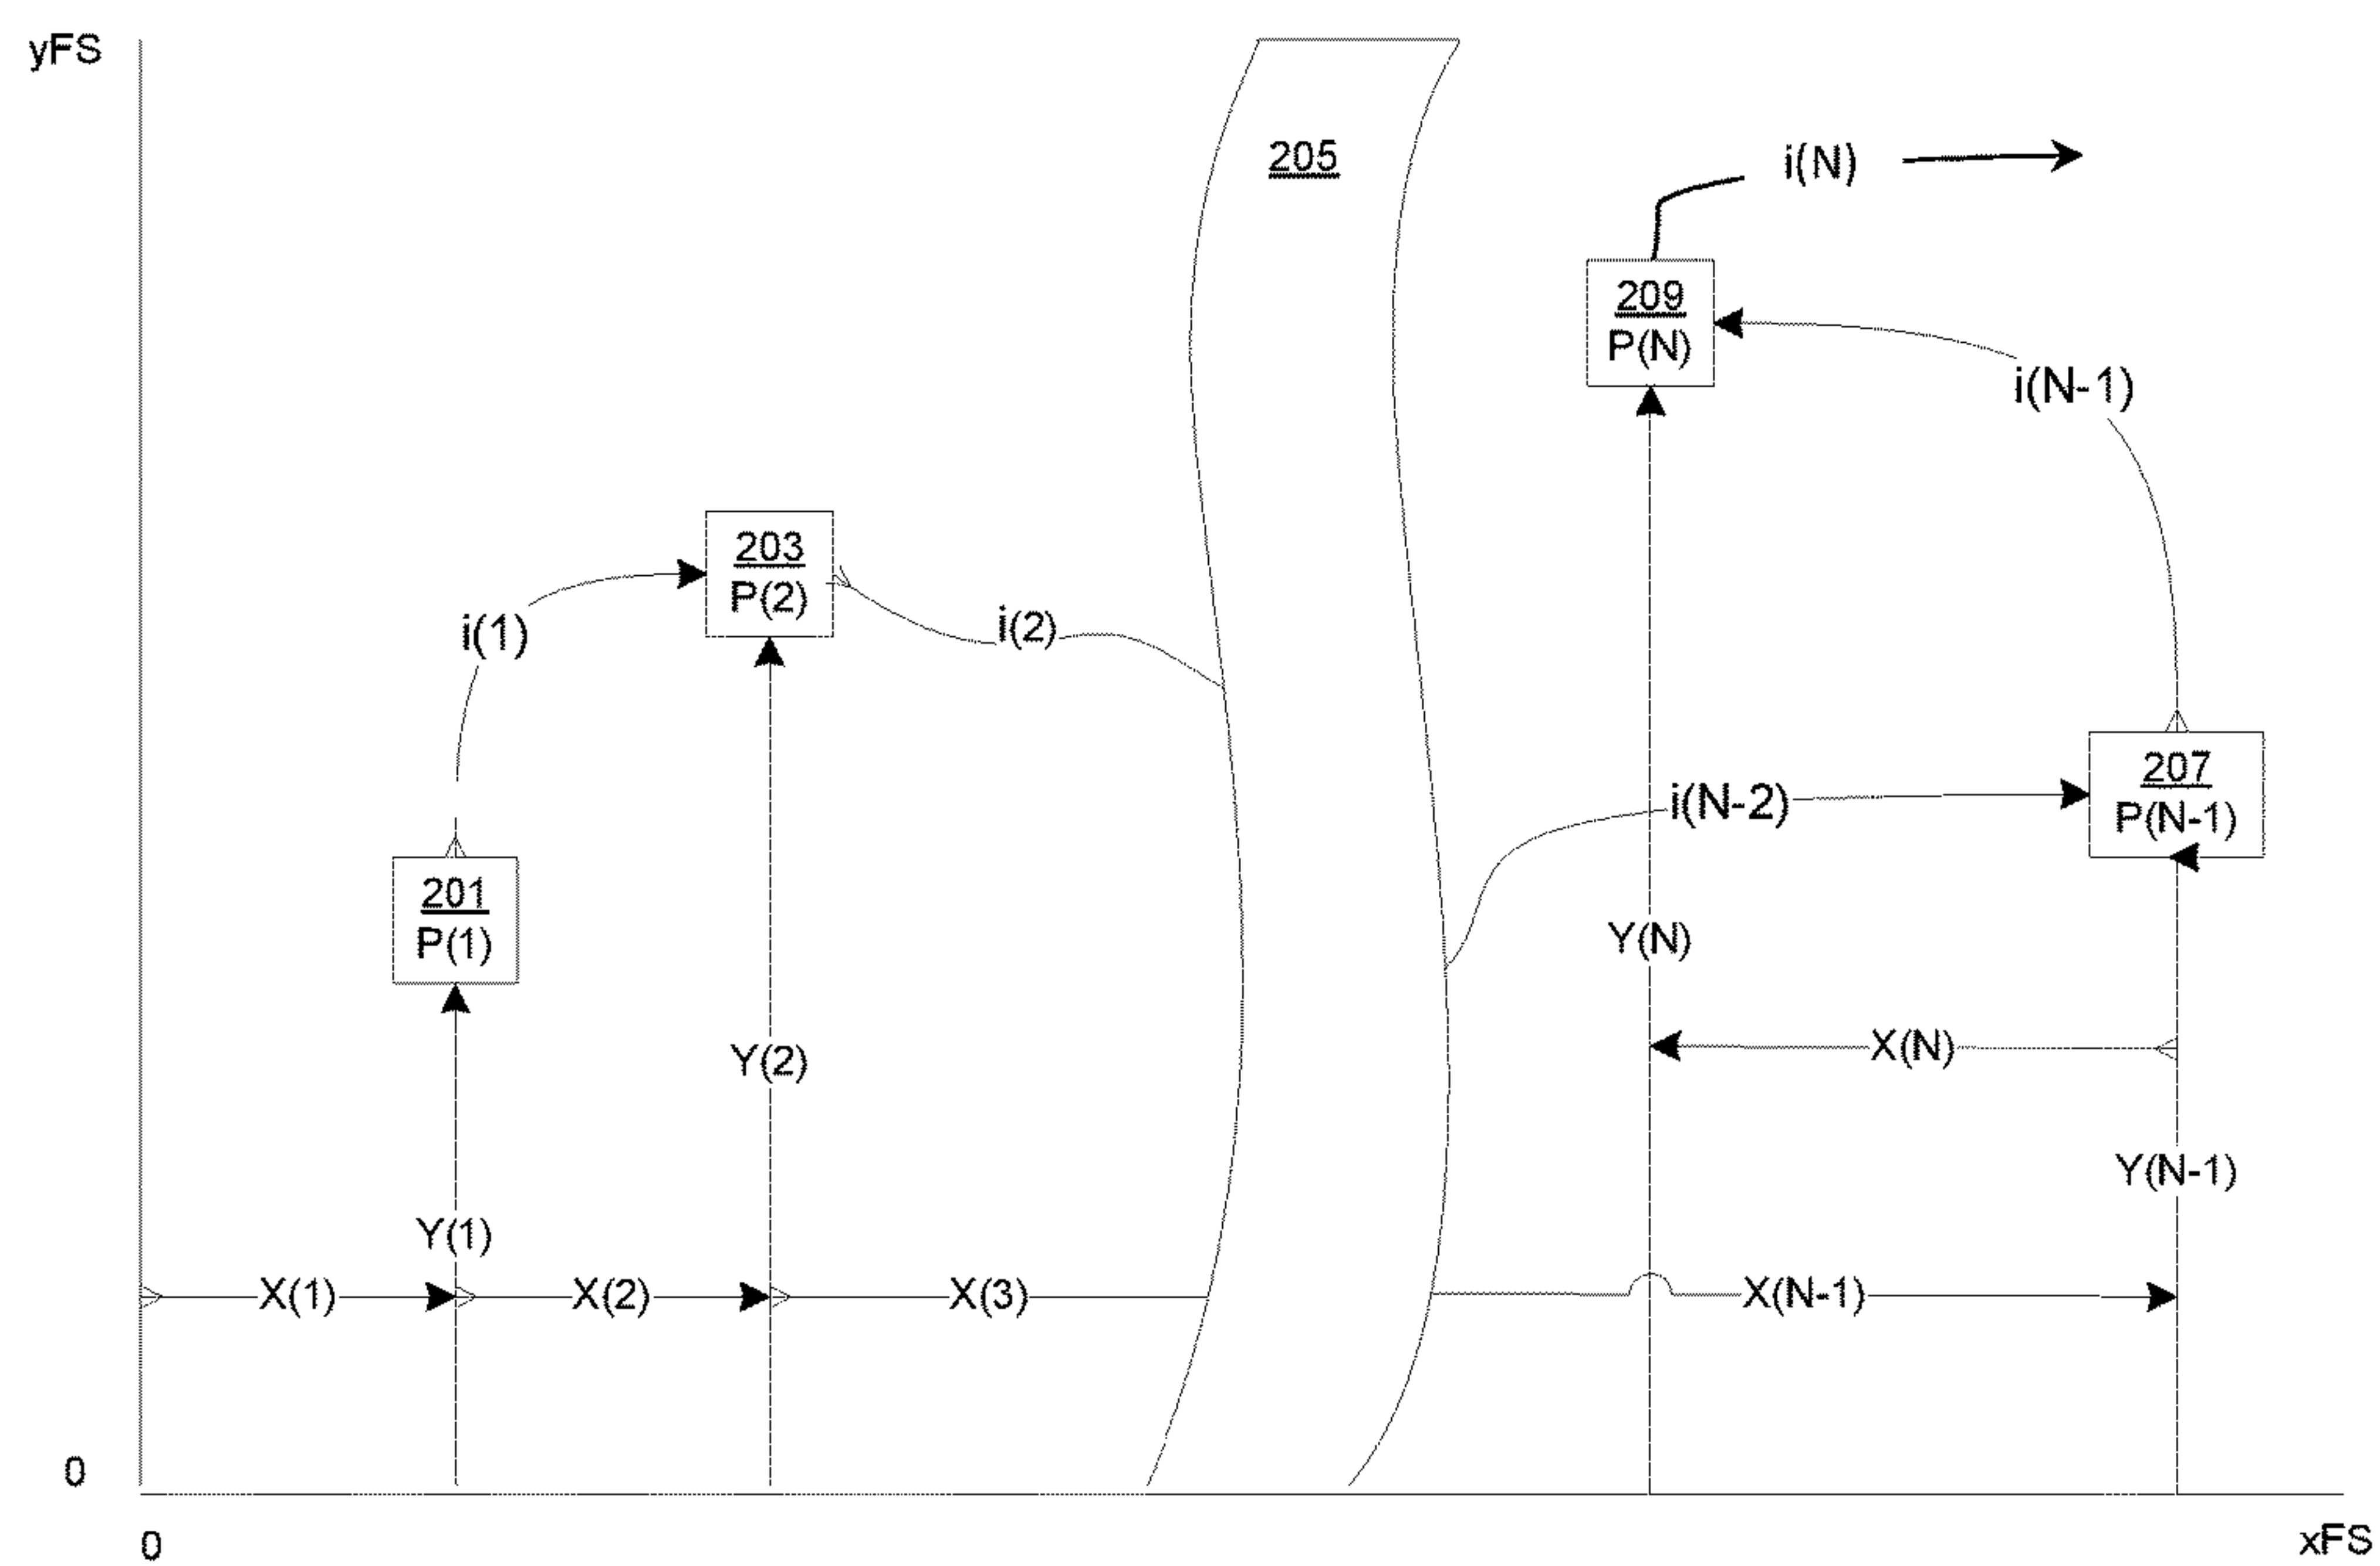 yFS
205
i(N)
209
P(N)
i(N-1)
203
P(2)
i(1)
i(2)
207
P(N-1)
i(N-2)
201
P(1)
Y(N)
X(N)
Y(2)
Y(N-1)
Y(1)
X(1)
X(2)
X(3)
X(N-1)
0
0
xFS